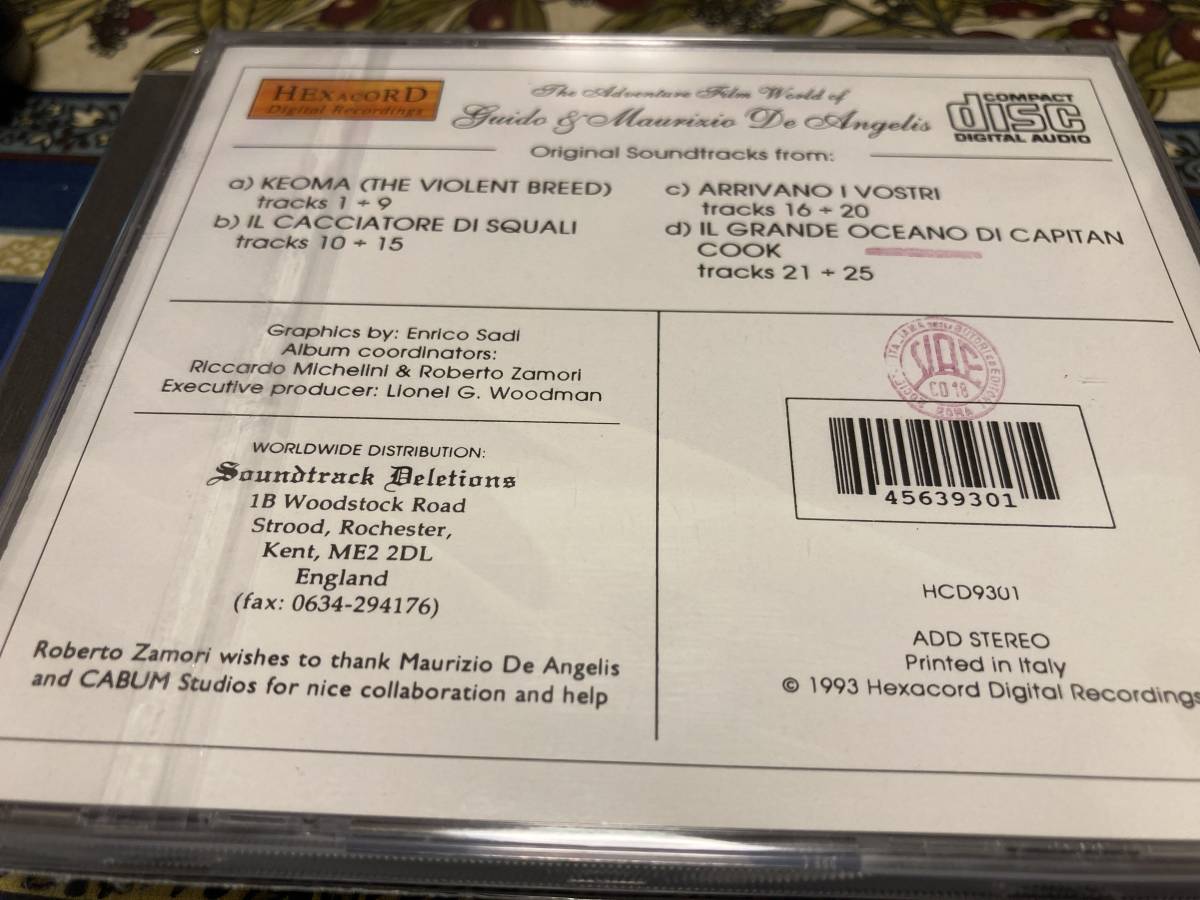 HEXACORD
Digital Recordings
The Adventure Film World of
Guido & Maurizio De Angelis
COMPACT
disc
DIGITAL AUDIO
Original Soundtracks from:
a) KEOMA (THE VIOLENT BREED)
tracks 1 ÷ 9
b) IL CACCIATORE DI SQUALI
tracks 10 ÷ 15
c) ARRIVANO I VOSTRI
tracks 16 ÷ 20
d) IL GRANDE OCEANO DI CAPITAN
COOK
tracks 21 ÷ 25
Graphics by: Enrico Sadi
Album coordinators:
Riccardo Michelini & Roberto Zamori
Executive producer: Lionel G. Woodman
WORLDWIDE DISTRIBUTION:
Soundtrack Deletions
1B Woodstock Road
Strood, Rochester,
Kent, ME2 2DL
England
(fax: 0634-294176)
Roberto Zamori wishes to thank Maurizio De Angelis
and CABUM Studios for nice collaboration and help
SIAE
CD 18
ROMA
45639301
HCD9301
ADD STEREO
Printed in Italy
© 1993 Hexacord Digital Recordings